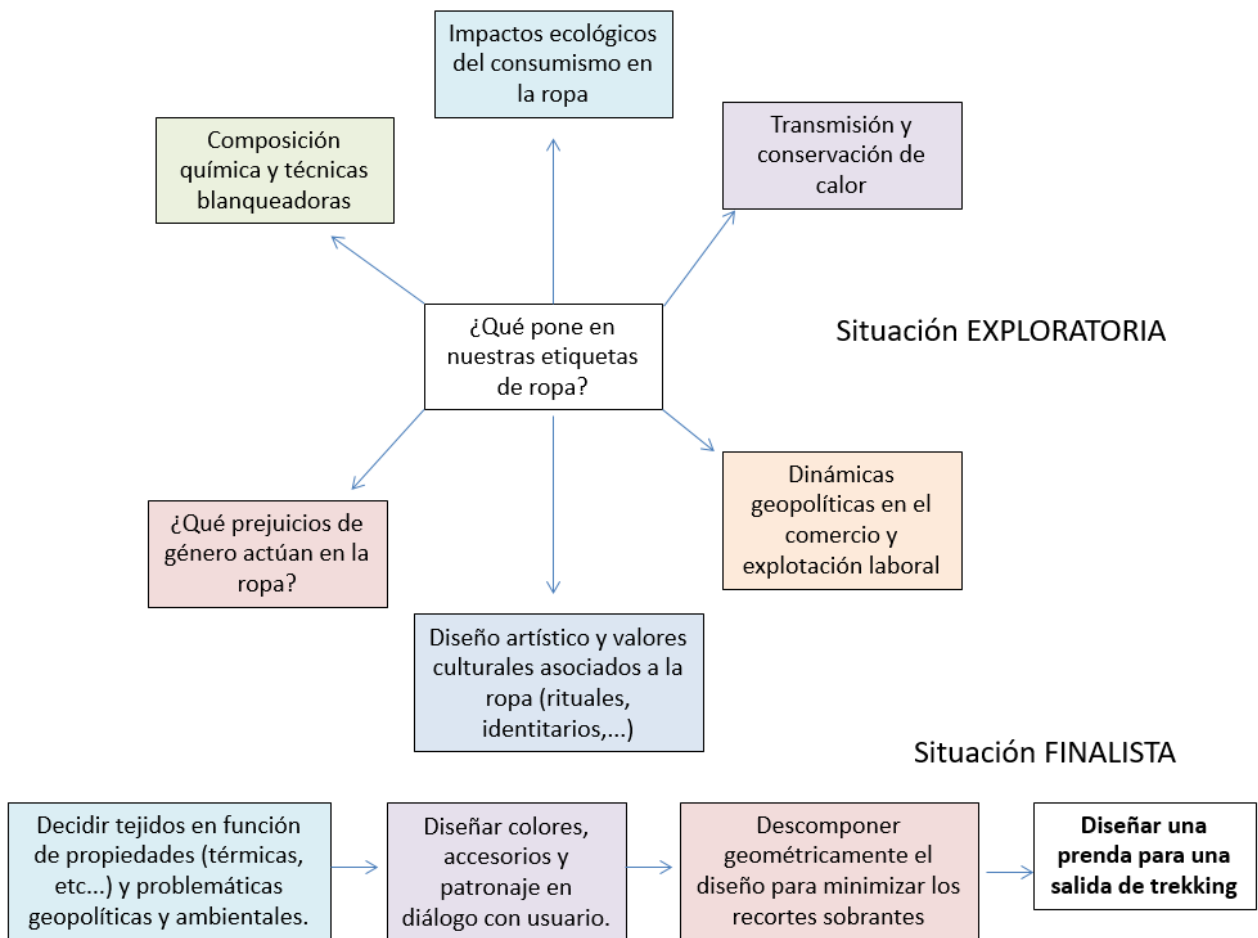 Impactos ecológicos
del consumismo en
la ropa
Composición
química y técnicas
blanqueadoras
Transmisión y
conservación de
calor
¿Qué pone en
nuestras etiquetas
de ropa?
Situación EXPLORATORIA
¿Qué prejuicios de
género actúan en la
ropa?
Dinámicas
geopolíticas en el
comercio y
explotación laboral
Diseño artístico y valores
culturales asociados a la
ropa (rituales,
identitarios,...)
Situación FINALISTA
Decidir tejidos en función
de propiedades (térmicas,
etc...) y problemáticas
geopolíticas y ambientales.
Diseñar colores,
accesorios y
patronaje en
diálogo con usuario.
Descomponer
geométricamente el
diseño para minimizar los
recortes sobrantes
Diseñar una
prenda para una
salida de trekking